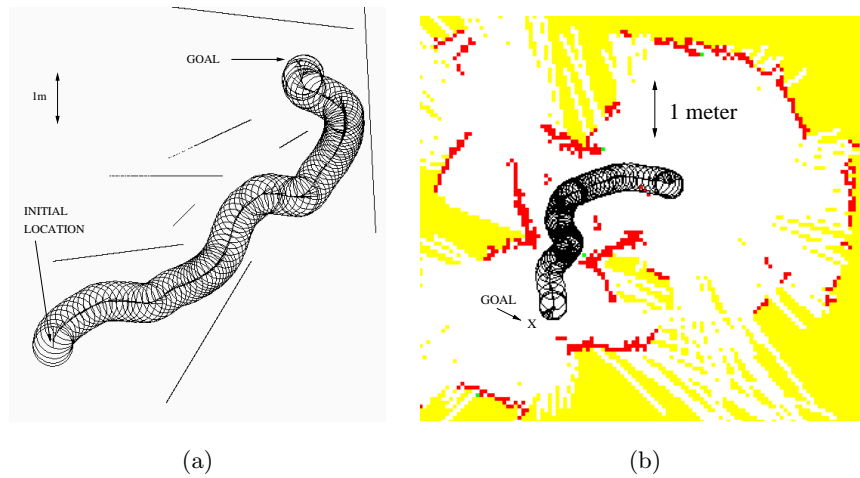 GOAL
1m
INITIAL
LOCATION
(a)
1 meter
GOAL
X
(b)